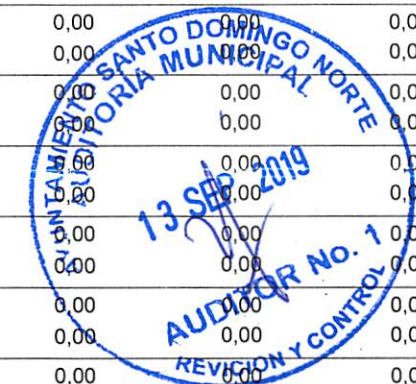 0,00 0,00 0,0
0,00 0,00 0,0
0,00 0,00 0,0
0,00 0,00 0,0
0,00 0,00 0,0
0,00 0,00 0,0
0,00 0,00 0,0
0,00 0,00 0,0
0,00 0,00 0,0
0,00 0,00 0,0
0,00 0,00 0,0
AYUNTAMIENTO SANTO DOMINGO NORTE
AUDITORIA MUNICIPAL
13 SEP 2019
AUDITOR No. 1
REVICION Y CONTROL